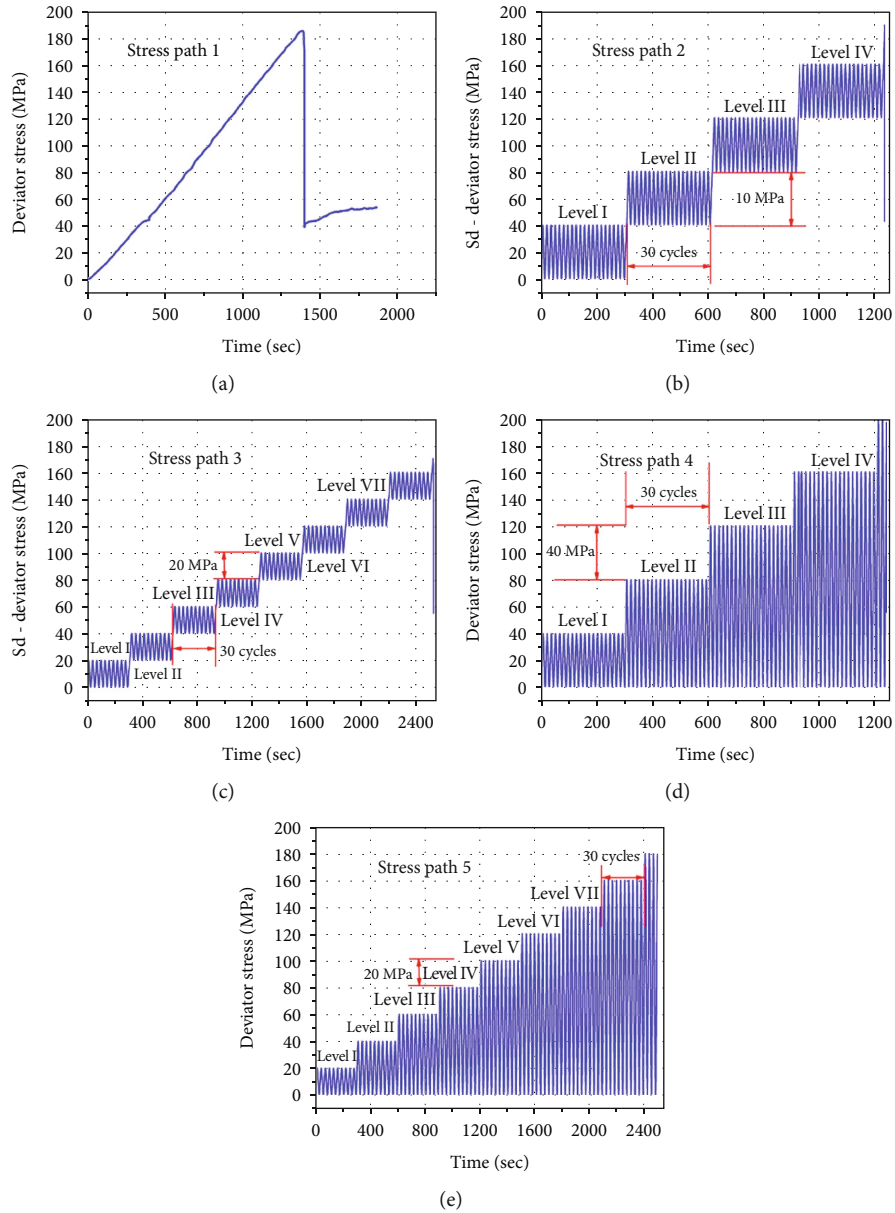 200
180
160
140
120
100
80
60
40
20
0
Deviator stress (MPa)
Stress path 1
0 500 1000 1500 2000
Time (sec)
(a)
200
180
160
140
120
100
80
60
40
20
0
Sd - deviator stress (MPa)
Stress path 2
Level IV
Level III
Level II
10 MPa
Level I
30 cycles
0 200 400 600 800 1000 1200
Time (sec)
(b)
200
180
160
140
120
100
80
60
40
20
0
Sd - deviator stress (MPa)
Stress path 3
Level VII
Level V
20 MPa
Level VI
Level III
Level IV
Level I
30 cycles
Level II
0 400 800 1200 1600 2000 2400
Time (sec)
(c)
200
180
160
140
120
100
80
60
40
20
0
Deviator stress (MPa)
Stress path 4
Level IV
30 cycles
Level III
40 MPa
Level II
Level I
0 200 400 600 800 1000 1200
Time (sec)
(d)
200
180
160
140
120
100
80
60
40
20
0
Deviator stress (MPa)
30 cycles
Stress path 5
Level VII
Level VI
Level V
20 MPa
Level IV
Level III
Level II
Level I
0 400 800 1200 1600 2000 2400
Time (sec)
(e)